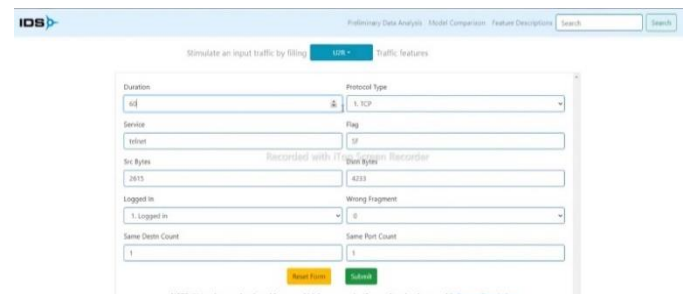 IDS
Preliminary Data Analysis Model Comparison Feature Descriptions Search Search
Stimulate an input traffic by filling U2R Traffic features
Duration Protocol Type
60 1. TCP
Service Flag
telnet SF
Recorded with iTop Screen Recorder
Src Bytes Dstn Bytes
2615 4233
Logged in Wrong Fragment
1. Logged in 0
Same Destn Count Same Port Count
1 1
Reset Form Submit